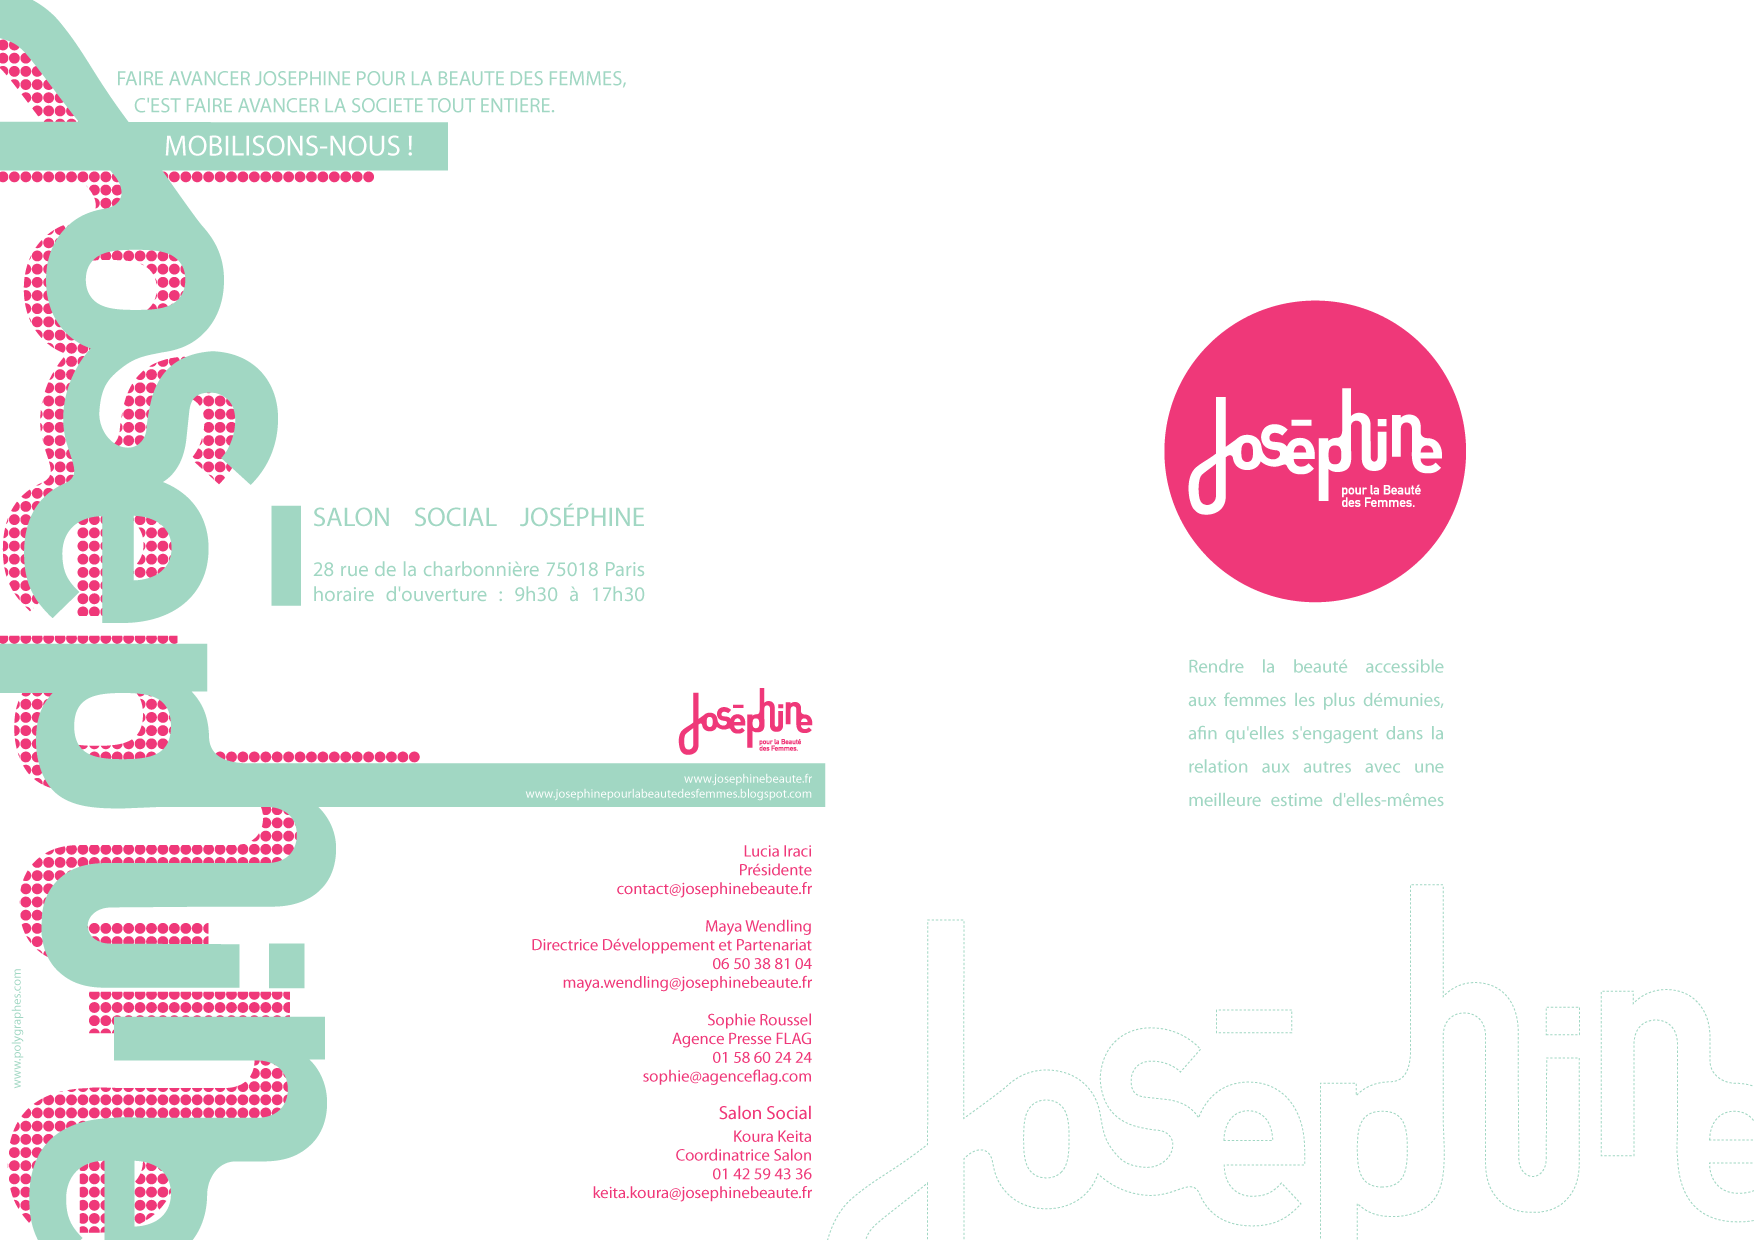 FAIRE AVANCER JOSEPHINE POUR LA BEAUTE DES FEMMES,
C'EST FAIRE AVANCER LA SOCIETE TOUT ENTIERE.
MOBILISONS-NOUS !
Joséphine
SALON SOCIAL JOSÉPHINE
28 rue de la charbonnière 75018 Paris
horaire d'ouverture : 9h30 à 17h30
Joséphine
pour la Beauté
des Femmes.
www.josephinebeaute.fr
www.josephinepourlabeautedesfemmes.blogspot.com
Lucia Iraci
Présidente
contact@josephinebeaute.fr
Maya Wendling
Directrice Développement et Partenariat
06 50 38 81 04
maya.wendling@josephinebeaute.fr
Sophie Roussel
Agence Presse FLAG
01 58 60 24 24
sophie@agenceflag.com
Salon Social
Koura Keita
Coordinatrice Salon
01 42 59 43 36
keita.koura@josephinebeaute.fr
www.polygraphes.com
Joséphine
pour la Beauté
des Femmes.
Rendre la beauté accessible
aux femmes les plus démunies,
afin qu'elles s'engagent dans la
relation aux autres avec une
meilleure estime d'elles-mêmes
Joséphine